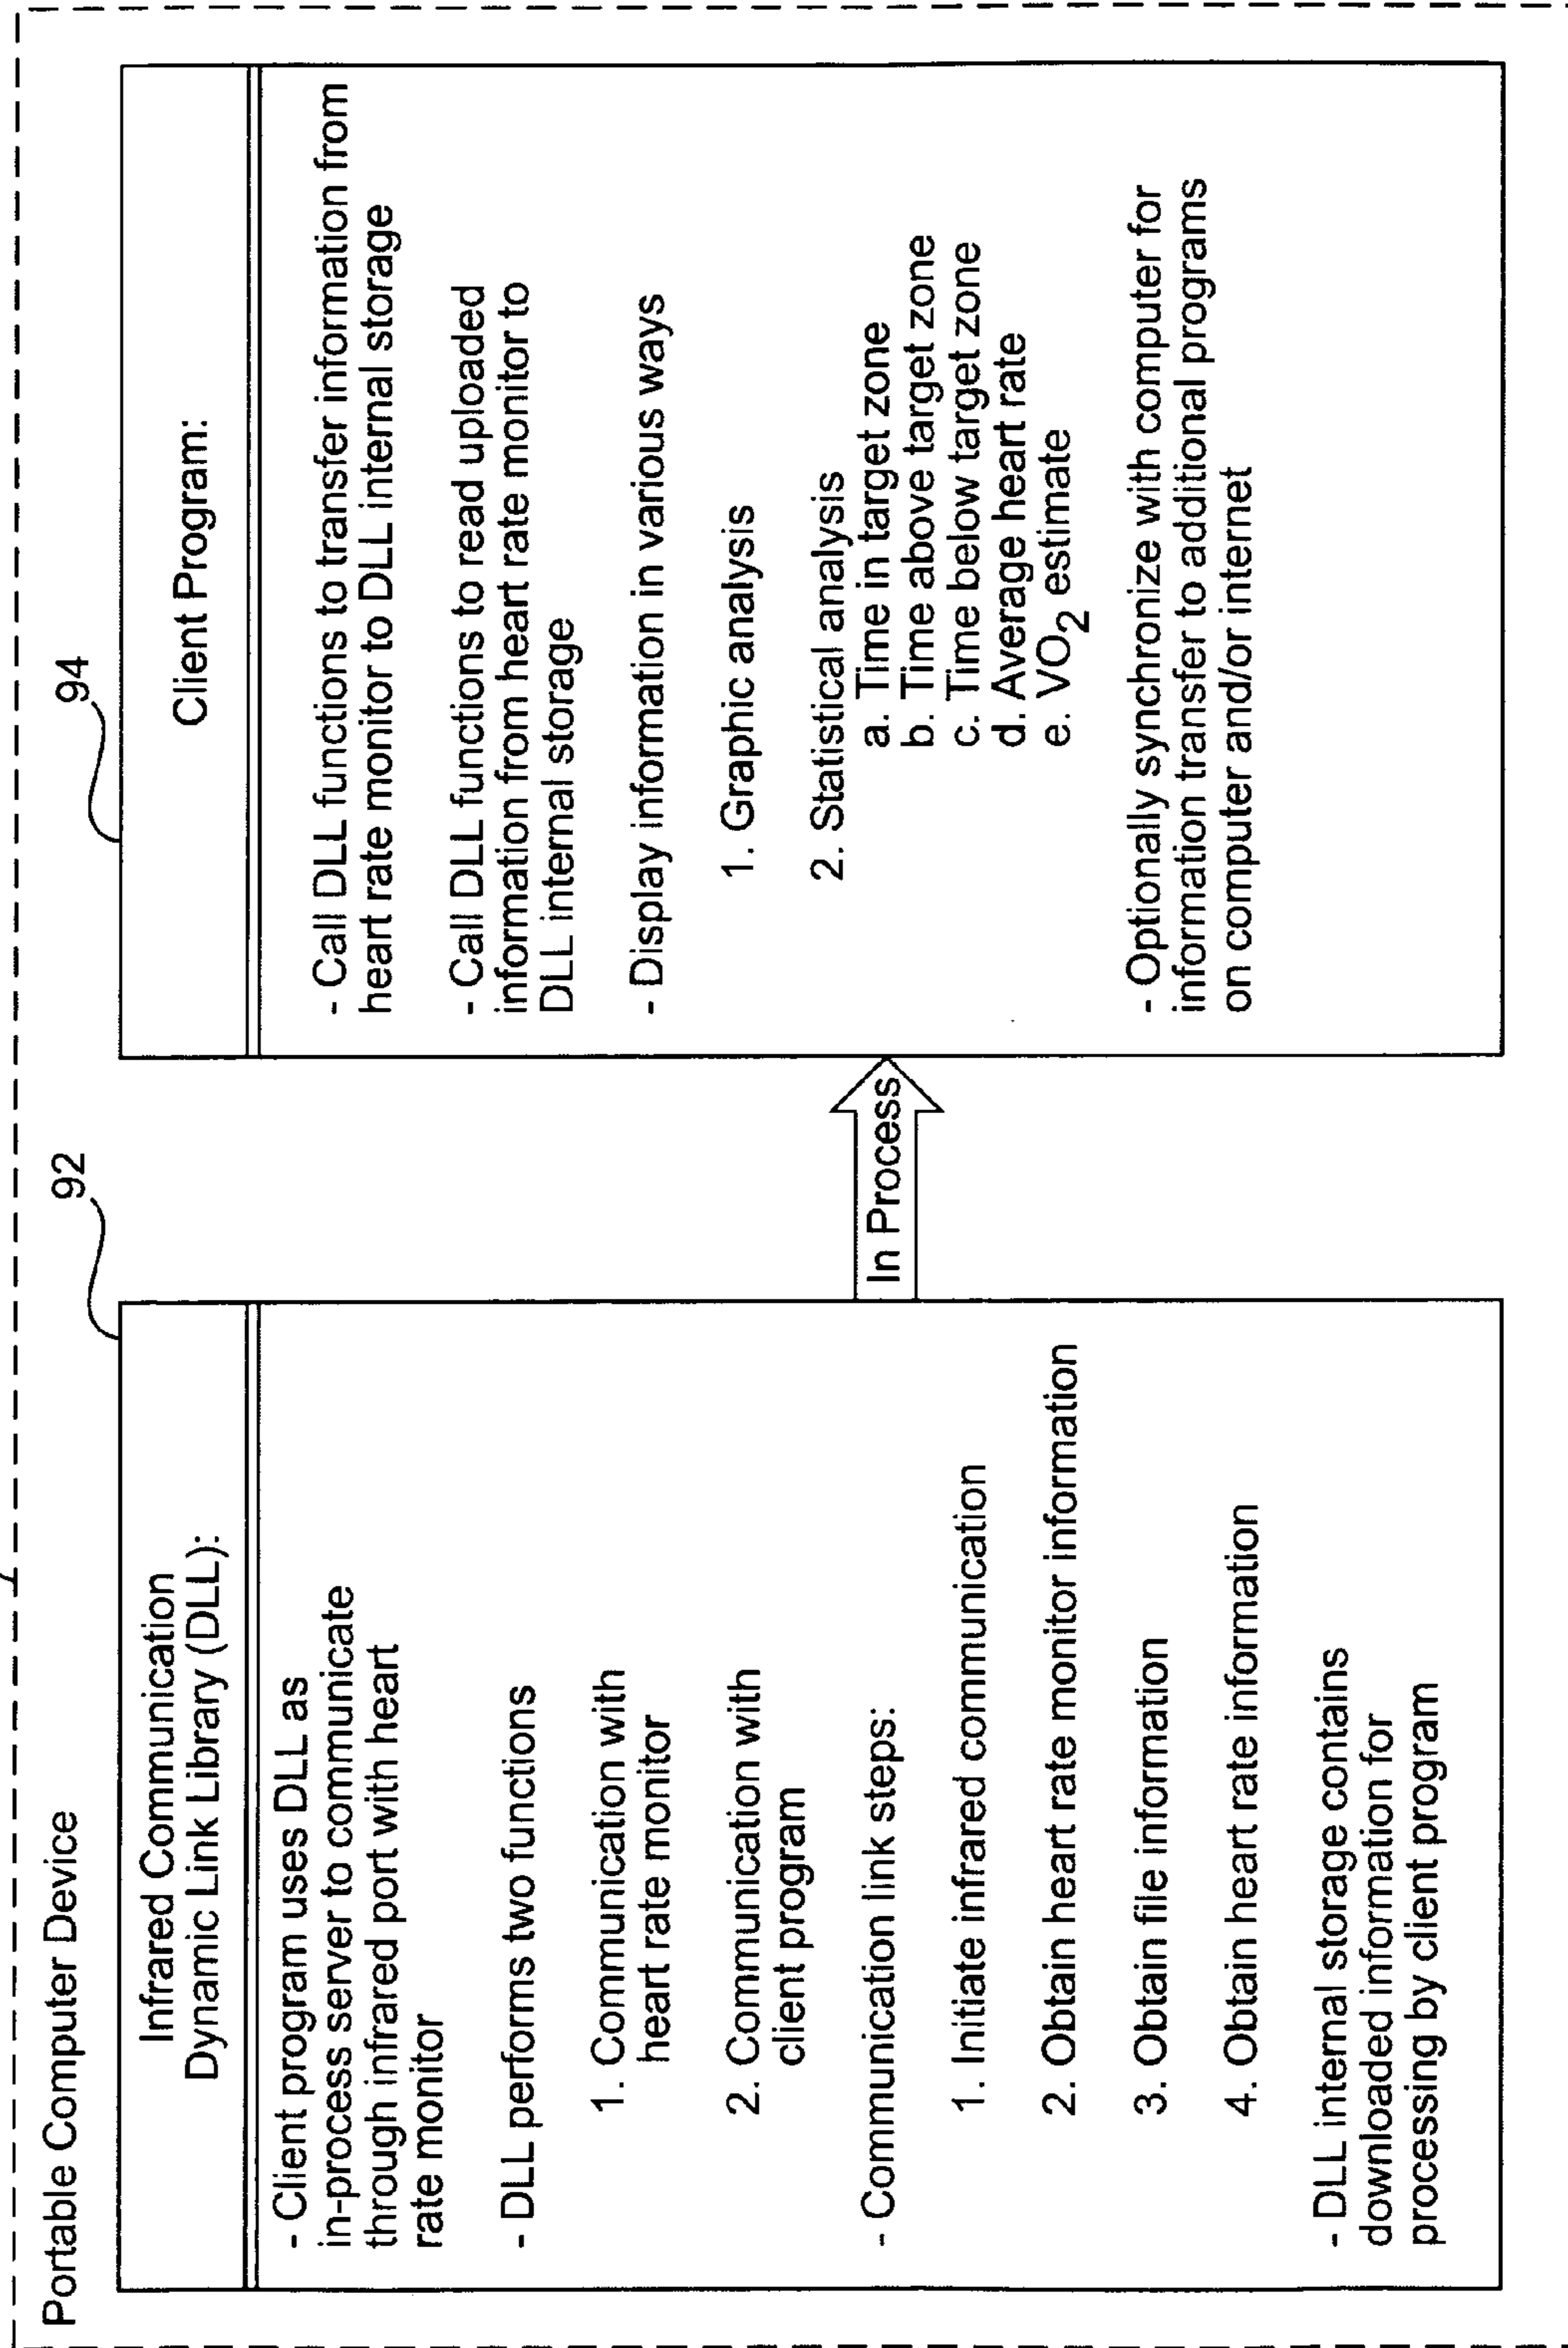 Portable Computer Device
92
Infrared Communication
Dynamic Link Library (DLL):
- Client program uses DLL as
in-process server to communicate
through infrared port with heart
rate monitor
- DLL performs two functions
1. Communication with
heart rate monitor
2. Communication with
client program
- Communication link steps:
1. Initiate infrared communication
2. Obtain heart rate monitor information
3. Obtain file information
4. Obtain heart rate information
- DLL internal storage contains
downloaded information for
processing by client program
In Process
94
Client Program:
- Call DLL functions to transfer information from
heart rate monitor to DLL internal storage
- Call DLL functions to read uploaded
information from heart rate monitor to
DLL internal storage
- Display information in various ways
1. Graphic analysis
2. Statistical analysis
a. Time in target zone
b. Time above target zone
c. Time below target zone
d. Average heart rate
e. VO2 estimate
- Optionally synchronize with computer for
information transfer to additional programs
on computer and/or internet